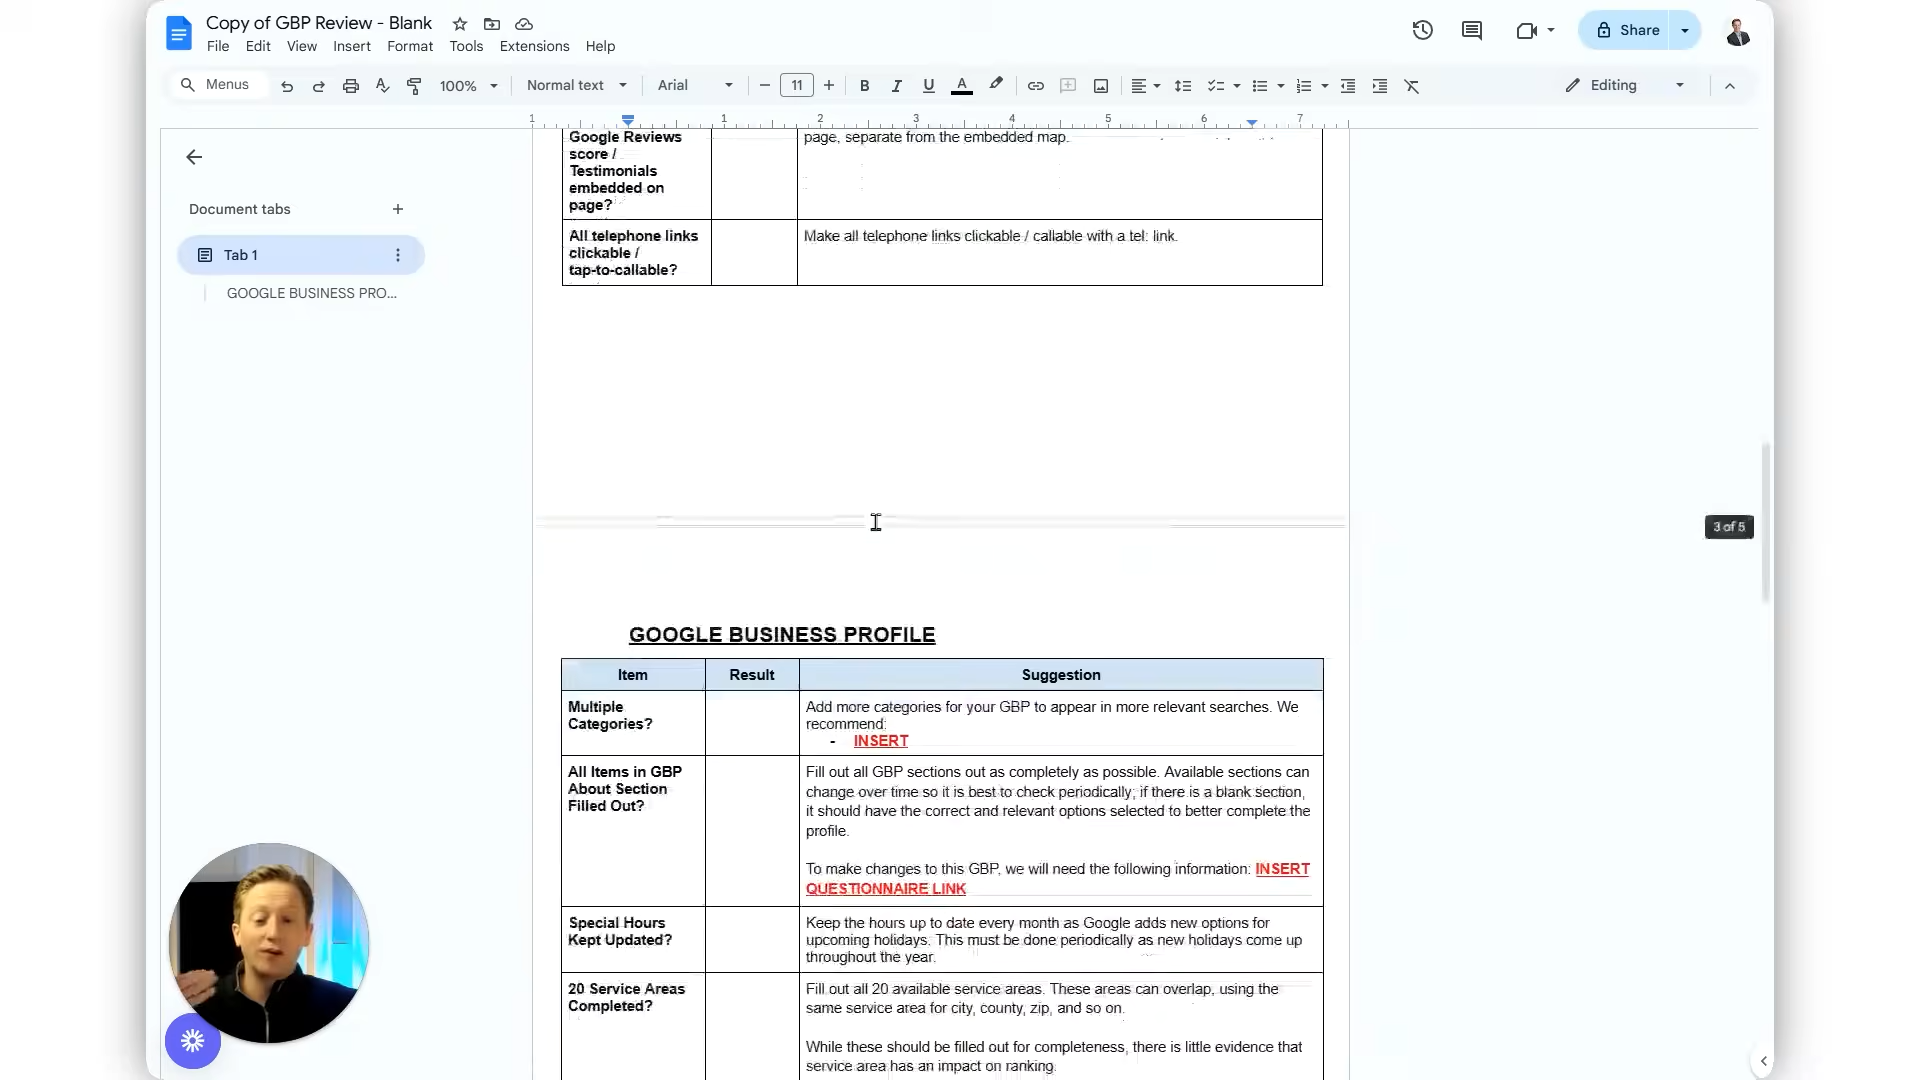 Copy of GBP Review - Blank
File Edit View Insert Format Tools Extensions Help
Share
Menus
100%
Normal text
Arial
11
B I U A
Editing
1 1 2 3 4 5 6 7
Document tabs
Tab 1
GOOGLE BUSINESS PRO...
Google Reviews
score /
Testimonials
embedded on
page?
page, separate from the embedded map.
All telephone links
clickable /
tap-to-callable?
Make all telephone links clickable / callable with a tel: link.
3 of 5
GOOGLE BUSINESS PROFILE
Item Result Suggestion
Multiple
Categories?
Add more categories for your GBP to appear in more relevant searches. We
recommend:
- INSERT
All Items in GBP
About Section
Filled Out?
Fill out all GBP sections out as completely as possible. Available sections can
change over time so it is best to check periodically; if there is a blank section,
it should have the correct and relevant options selected to better complete the
profile.
To make changes to this GBP, we will need the following information: INSERT
QUESTIONNAIRE LINK
Special Hours
Kept Updated?
Keep the hours up to date every month as Google adds new options for
upcoming holidays. This must be done periodically as new holidays come up
throughout the year.
20 Service Areas
Completed?
Fill out all 20 available service areas. These areas can overlap, using the
same service area for city, county, zip, and so on.
While these should be filled out for completeness, there is little evidence that
service area has an impact on ranking.